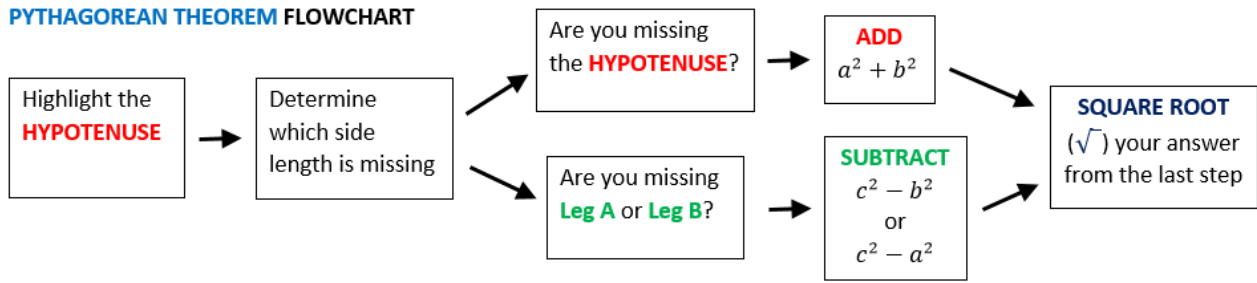 PYTHAGOREAN THEOREM FLOWCHART
Highlight the
HYPOTENUSE
Determine
which side
length is missing
Are you missing
the HYPOTENUSE?
ADD
a² + b²
Are you missing
Leg A or Leg B?
SUBTRACT
c² − b²
or
c² − a²
SQUARE ROOT
(√ ) your answer
from the last step